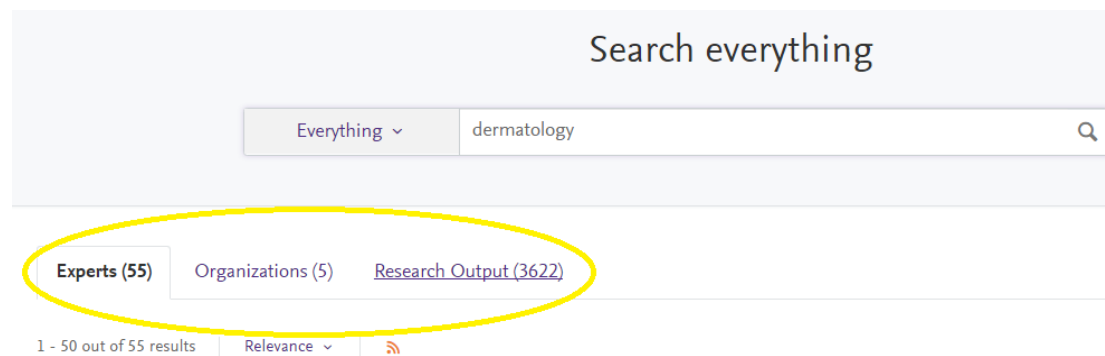 Search everything
Everything dermatology
Experts (55) Organizations (5) Research Output (3622)
1 - 50 out of 55 results Relevance